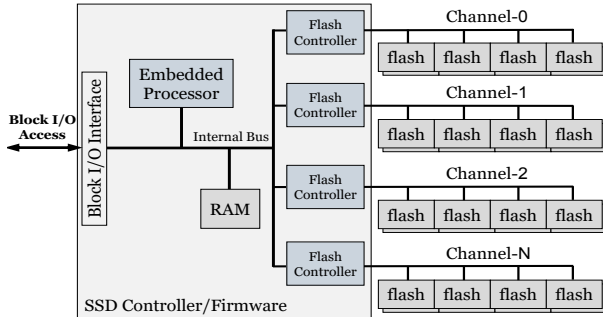 Flash
Controller
Channel-0
flash flash flash flash
Embedded
Processor
Block I/O
Access
Block I/O Interface
Internal Bus
RAM
Flash
Controller
Channel-1
flash flash flash flash
Flash
Controller
Channel-2
flash flash flash flash
Flash
Controller
Channel-N
flash flash flash flash
SSD Controller/Firmware